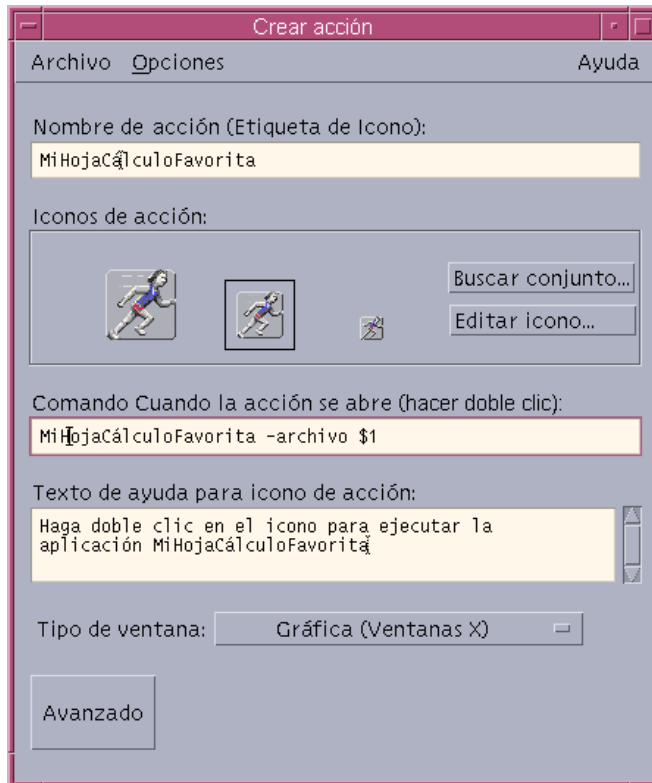 Crear acción
Archivo Opciones Ayuda
Nombre de acción (Etiqueta de Icono):
MiHojaCálculoFavorita
Iconos de acción:
Buscar conjunto...
Editar icono...
Comando Cuando la acción se abre (hacer doble clic):
MiHojaCálculoFavorita -archivo $1
Texto de ayuda para icono de acción:
Haga doble clic en el icono para ejecutar la
aplicación MiHojaCálculoFavorita
Tipo de ventana: Gráfica (Ventanas X)
Avanzado